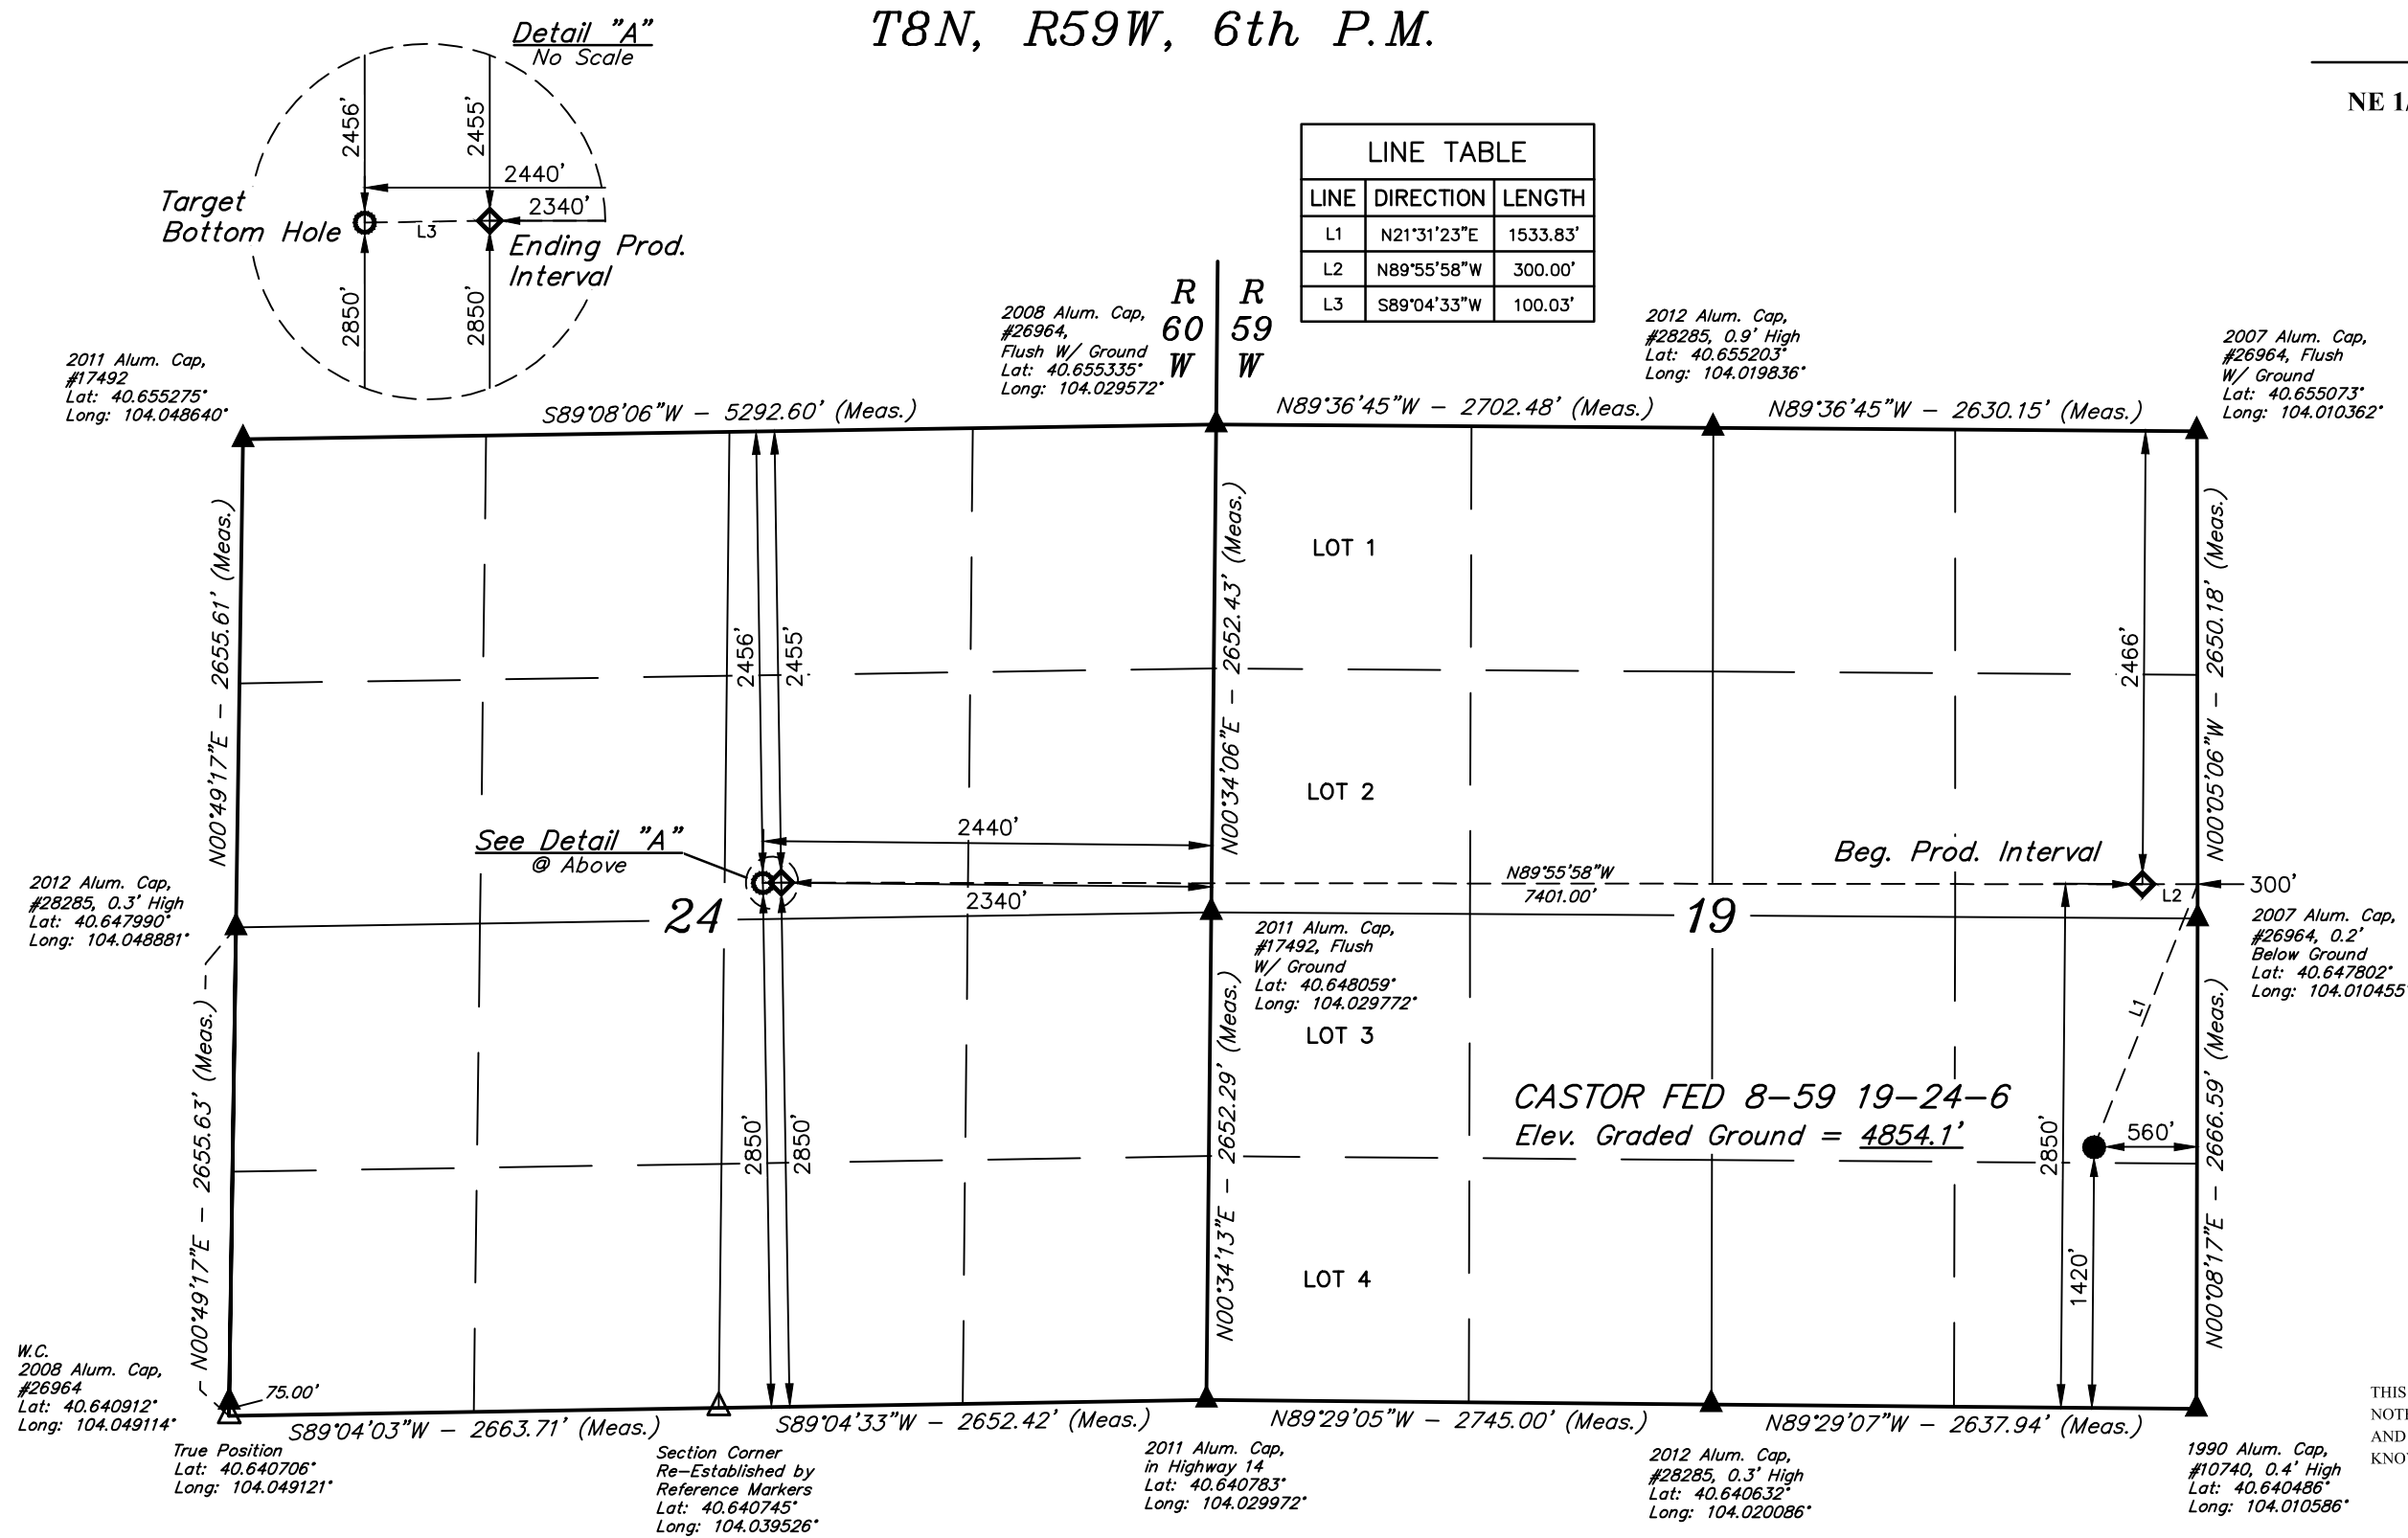 T8N, R59W, 6th P.M.
Detail "A"
No Scale
2456'
2455'
2440'
2340'
Target
Bottom Hole
L3
Ending Prod.
Interval
2850'
2850'
NE 1/
LINE TABLE
LINE DIRECTION LENGTH
L1 N21°31'23"E 1533.83'
L2 N89°55'58"W 300.00'
L3 S89°04'33"W 100.03'
R R
60 59
W W
2011 Alum. Cap,
#17492
Lat: 40.655275°
Long: 104.048640°
2008 Alum. Cap,
#26964,
Flush W/ Ground
Lat: 40.655335°
Long: 104.029572°
2012 Alum. Cap,
#28285, 0.9' High
Lat: 40.655203°
Long: 104.019836°
2007 Alum. Cap,
#26964, Flush
W/ Ground
Lat: 40.655073°
Long: 104.010362°
S89°08'06"W - 5292.60' (Meas.)
N89°36'45"W - 2702.48' (Meas.)
N89°36'45"W - 2630.15' (Meas.)
N00°49'17"E - 2655.61' (Meas.)
2456'
2455'
N00°34'06"E - 2652.43' (Meas.)
LOT 1
LOT 2
2466'
N00°05'06"W - 2650.18' (Meas.)
See Detail "A"
@ Above
2440'
2340'
Beg. Prod. Interval
N89°55'58"W
7401.00'
L2
300'
24
19
2012 Alum. Cap,
#28285, 0.3' High
Lat: 40.647990°
Long: 104.048881°
2011 Alum. Cap,
#17492, Flush
W/ Ground
Lat: 40.648059°
Long: 104.029772°
2007 Alum. Cap,
#26964, 0.2'
Below Ground
Lat: 40.647802°
Long: 104.010455°
L1
LOT 3
CASTOR FED 8-59 19-24-6
Elev. Graded Ground = 4854.1'
560'
2850'
2850'
2850'
1420'
N00°49'17"E - 2655.63' (Meas.)
N00°34'13"E - 2652.29' (Meas.)
N00°08'17"E - 2666.59' (Meas.)
LOT 4
W.C.
2008 Alum. Cap,
#26964
Lat: 40.640912°
Long: 104.049114°
75.00'
S89°04'03"W - 2663.71' (Meas.)
S89°04'33"W - 2652.42' (Meas.)
N89°29'05"W - 2745.00' (Meas.)
N89°29'07"W - 2637.94' (Meas.)
True Position
Lat: 40.640706°
Long: 104.049121°
Section Corner
Re-Established by
Reference Markers
Lat: 40.640745°
Long: 104.039526°
2011 Alum. Cap,
in Highway 14
Lat: 40.640783°
Long: 104.029972°
2012 Alum. Cap,
#28285, 0.3' High
Lat: 40.640632°
Long: 104.020086°
1990 Alum. Cap,
#10740, 0.4' High
Lat: 40.640486°
Long: 104.010586°
THIS
AND